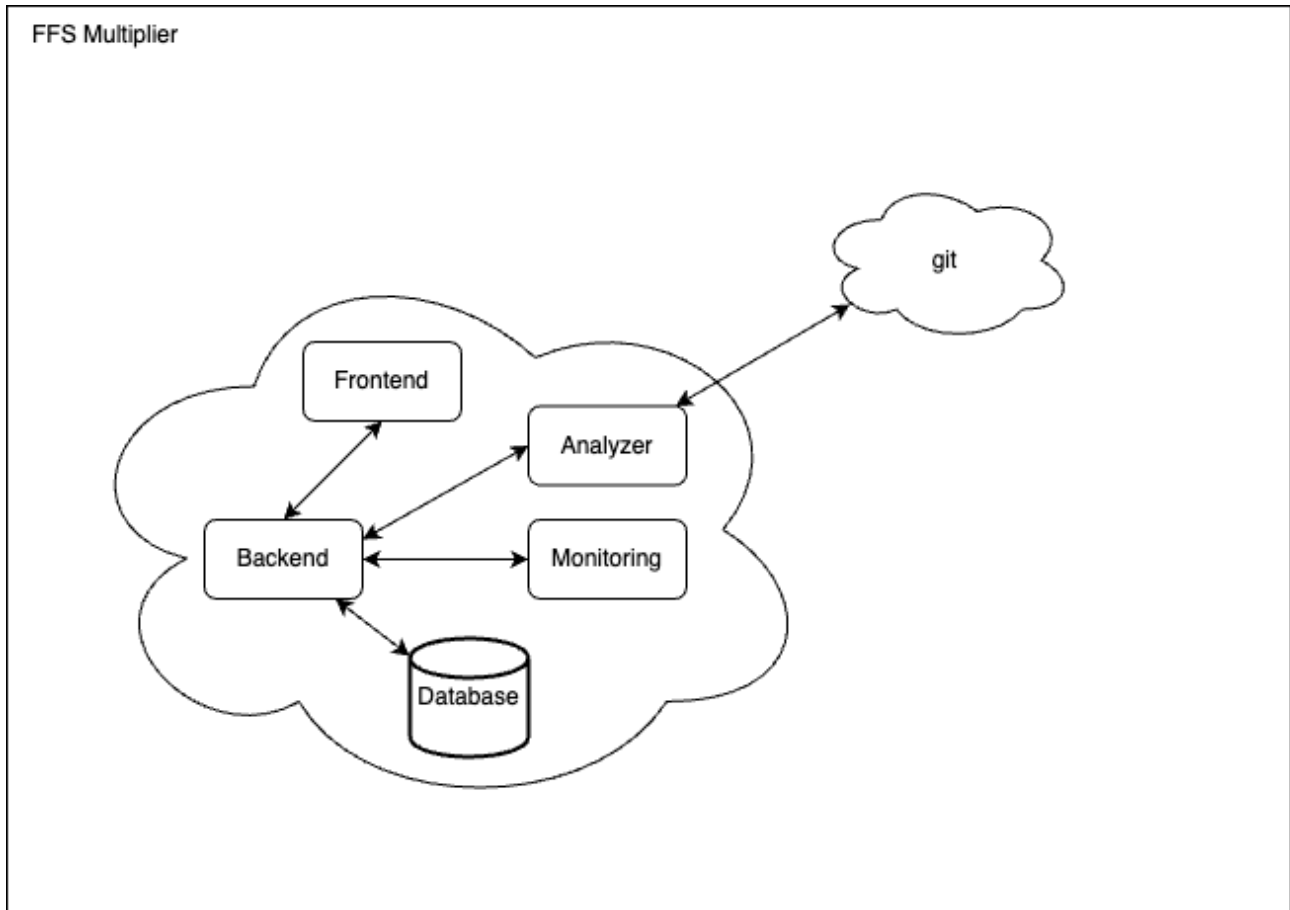 FFS Multiplier
git
Frontend
Analyzer
Backend
Monitoring
Database